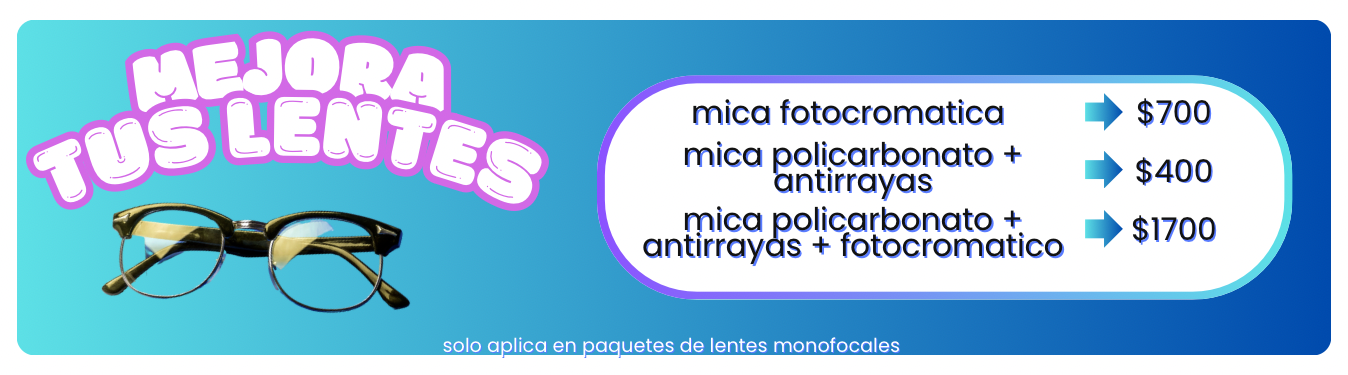 MEJORA
TUS LENTES
mica fotocromatica $700
mica policarbonato +
antirrayas $400
mica policarbonato +
antirrayas + fotocromatico $1700
solo aplica en paquetes de lentes monofocales